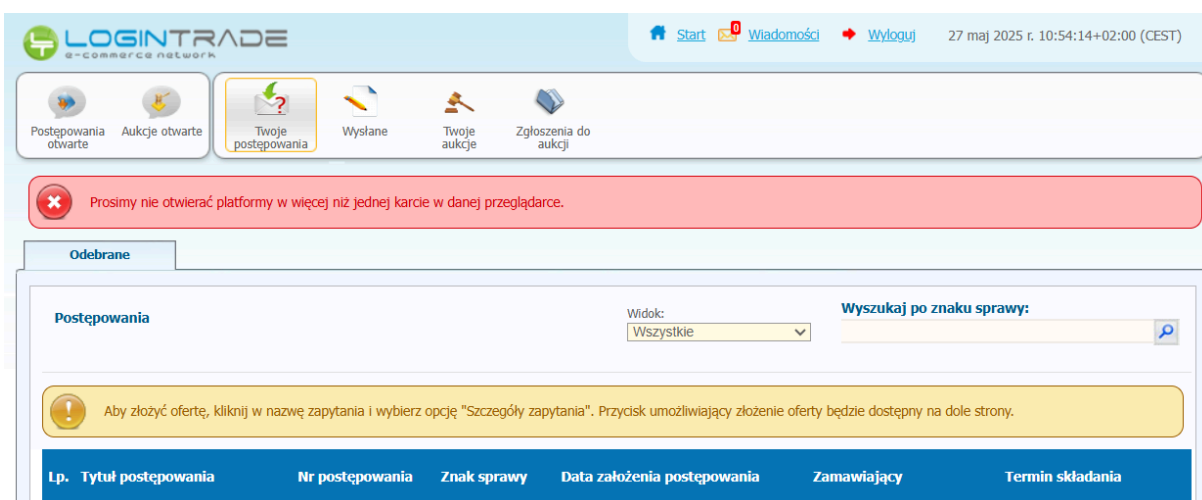 LOGINTRADE
e-commerce network
Start 0 Wiadomości Wyloguj 27 maj 2025 r. 10:54:14+02:00 (CEST)
Postępowania
otwarte
Aukcje otwarte
Twoje
postępowania
Wysłane
Twoje
aukcje
Zgłoszenia do
aukcji
Prosimy nie otwierać platformy w więcej niż jednej karcie w danej przeglądarce.
Odebrane
Postępowania
Widok:
Wszystkie
Wyszukaj po znaku sprawy:
Aby złożyć ofertę, kliknij w nazwę zapytania i wybierz opcję "Szczegóły zapytania". Przycisk umożliwiający złożenie oferty będzie dostępny na dole strony.
Lp. Tytuł postępowania Nr postępowania Znak sprawy Data założenia postępowania Zamawiający Termin składania